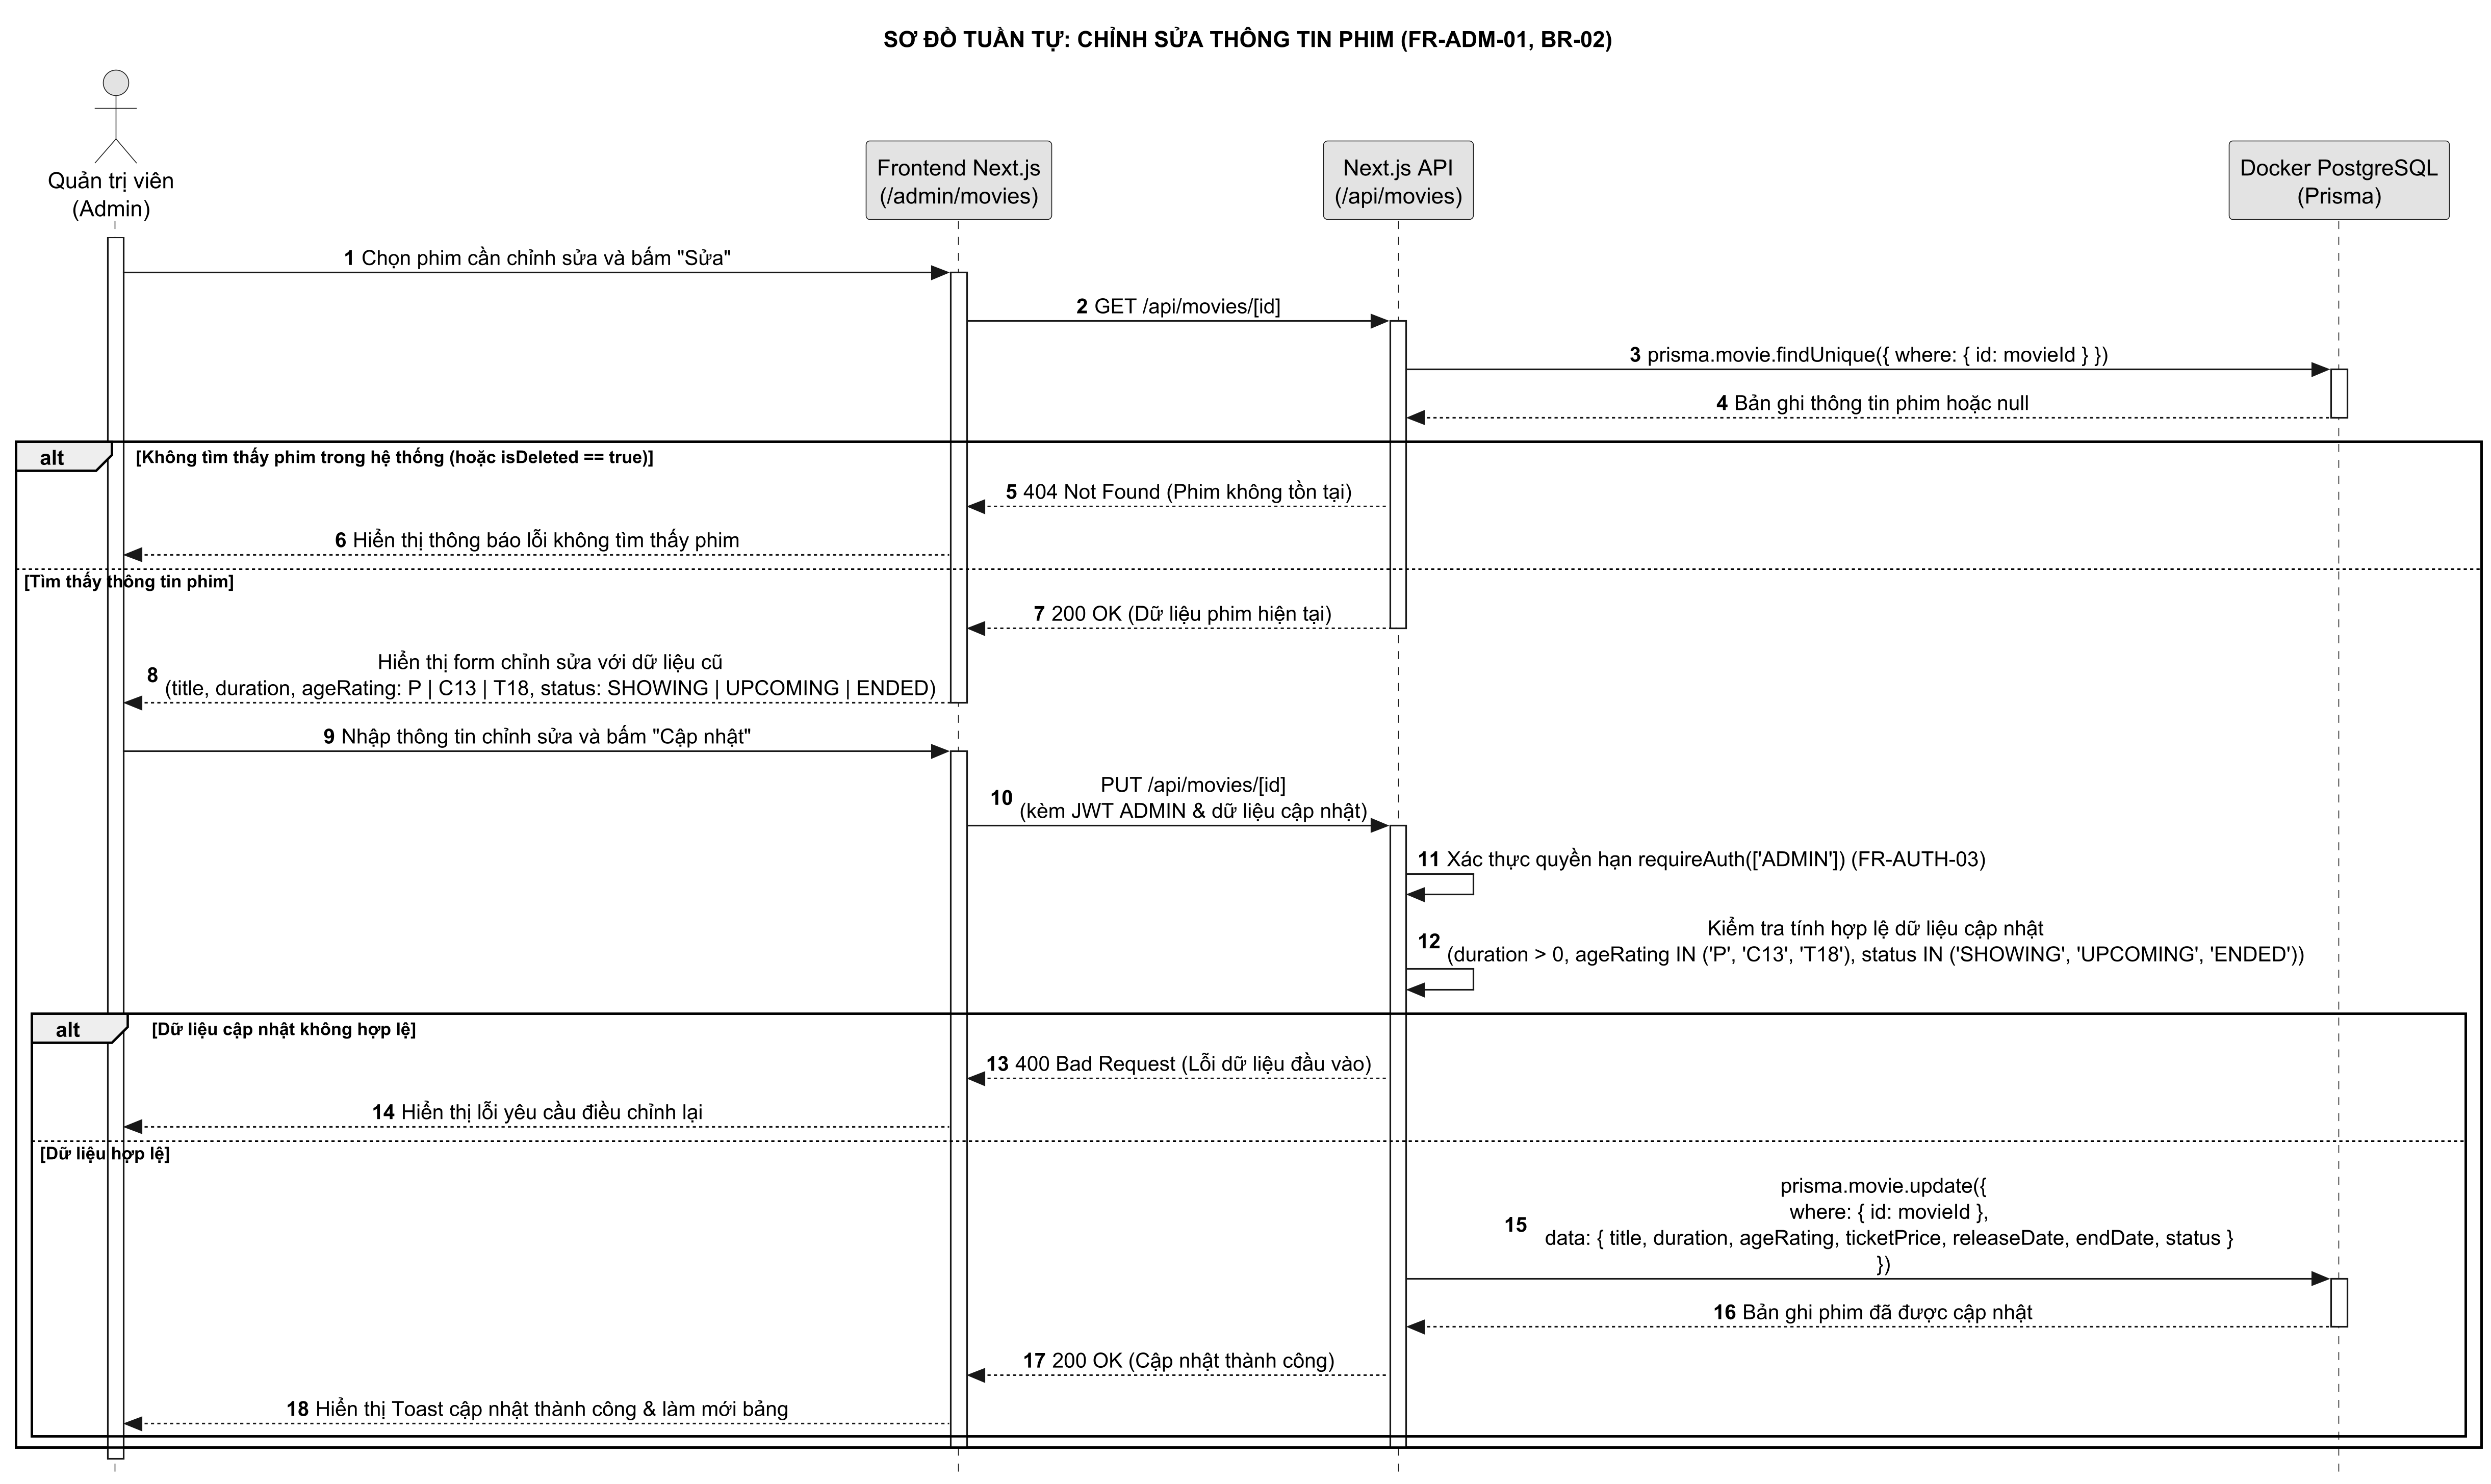 SƠ ĐỒ TUẦN TỰ: CHỈNH SỬA THÔNG TIN PHIM (FR-ADM-01, BR-02)
Quản trị viên
(Admin)
Frontend Next.js
(/admin/movies)
Next.js API
(/api/movies)
Docker PostgreSQL
(Prisma)
1 Chọn phim cần chỉnh sửa và bấm "Sửa"
2 GET /api/movies/[id]
3 prisma.movie.findUnique({ where: { id: movieId } })
4 Bản ghi thông tin phim hoặc null
alt [Không tìm thấy phim trong hệ thống (hoặc isDeleted == true)]
5 404 Not Found (Phim không tồn tại)
6 Hiển thị thông báo lỗi không tìm thấy phim
[Tìm thấy thông tin phim]
7 200 OK (Dữ liệu phim hiện tại)
8 Hiển thị form chỉnh sửa với dữ liệu cũ
(title, duration, ageRating: P | C13 | T18, status: SHOWING | UPCOMING | ENDED)
9 Nhập thông tin chỉnh sửa và bấm "Cập nhật"
10 PUT /api/movies/[id]
(kèm JWT ADMIN & dữ liệu cập nhật)
11 Xác thực quyền hạn requireAuth(['ADMIN']) (FR-AUTH-03)
12 Kiểm tra tính hợp lệ dữ liệu cập nhật
(duration > 0, ageRating IN ('P', 'C13', 'T18'), status IN ('SHOWING', 'UPCOMING', 'ENDED'))
alt [Dữ liệu cập nhật không hợp lệ]
13 400 Bad Request (Lỗi dữ liệu đầu vào)
14 Hiển thị lỗi yêu cầu điều chỉnh lại
[Dữ liệu hợp lệ]
15 prisma.movie.update({
where: { id: movieId },
data: { title, duration, ageRating, ticketPrice, releaseDate, endDate, status }
})
16 Bản ghi phim đã được cập nhật
17 200 OK (Cập nhật thành công)
18 Hiển thị Toast cập nhật thành công & làm mới bảng